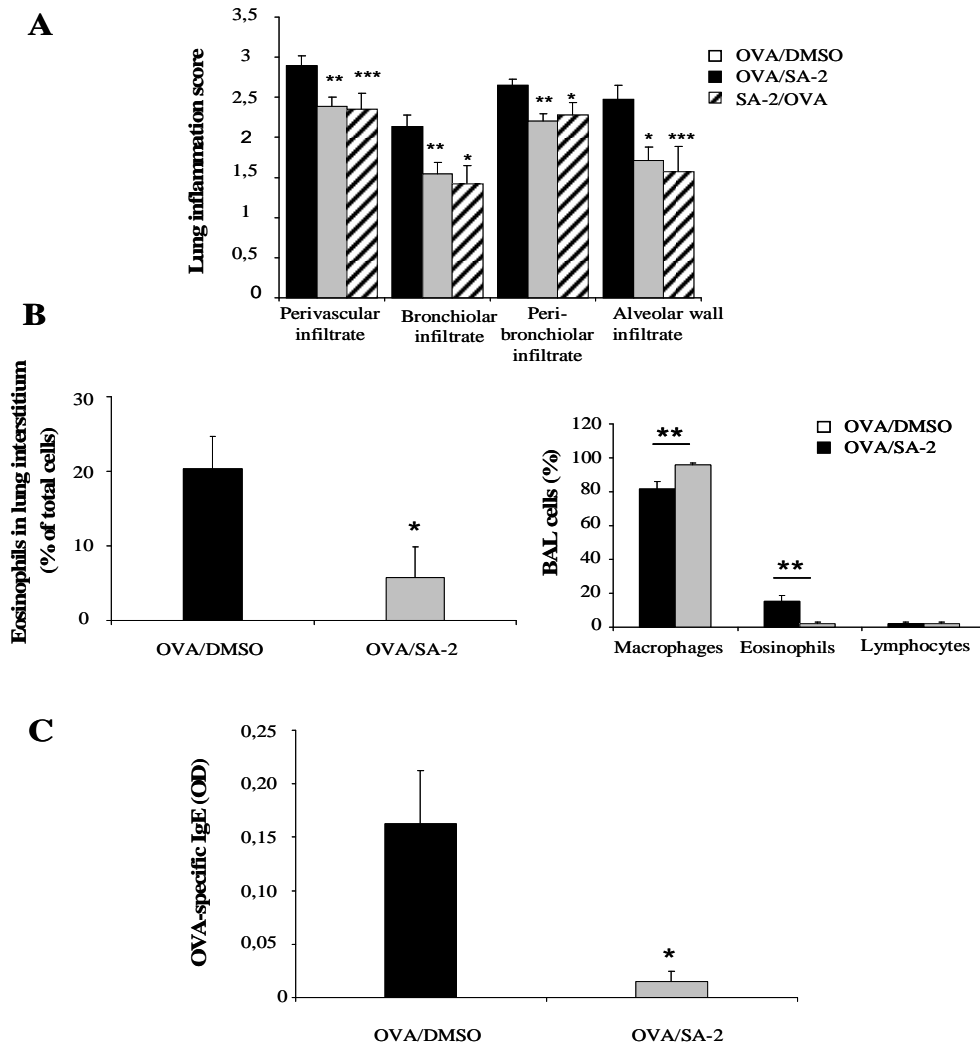 A
Lung inflammation score
3,5
3
2,5
2
1,5
1
0,5
0
** ***
** *
** *
* ***
OVA/DMSO
OVA/SA-2
SA-2/OVA
Perivascular
infiltrate
Bronchiolar
infiltrate
Peri-
bronchiolar
infiltrate
Alveolar wall
infiltrate
B
Eosinophils in lung interstitium
(% of total cells)
30
20
10
0
*
OVA/DMSO
OVA/SA-2
BAL cells (%)
120
100
80
60
40
20
0
**
**
OVA/DMSO
OVA/SA-2
Macrophages
Eosinophils
Lymphocytes
C
OVA-specific IgE (OD)
0,25
0,20
0,15
0,10
0,05
0
*
OVA/DMSO
OVA/SA-2